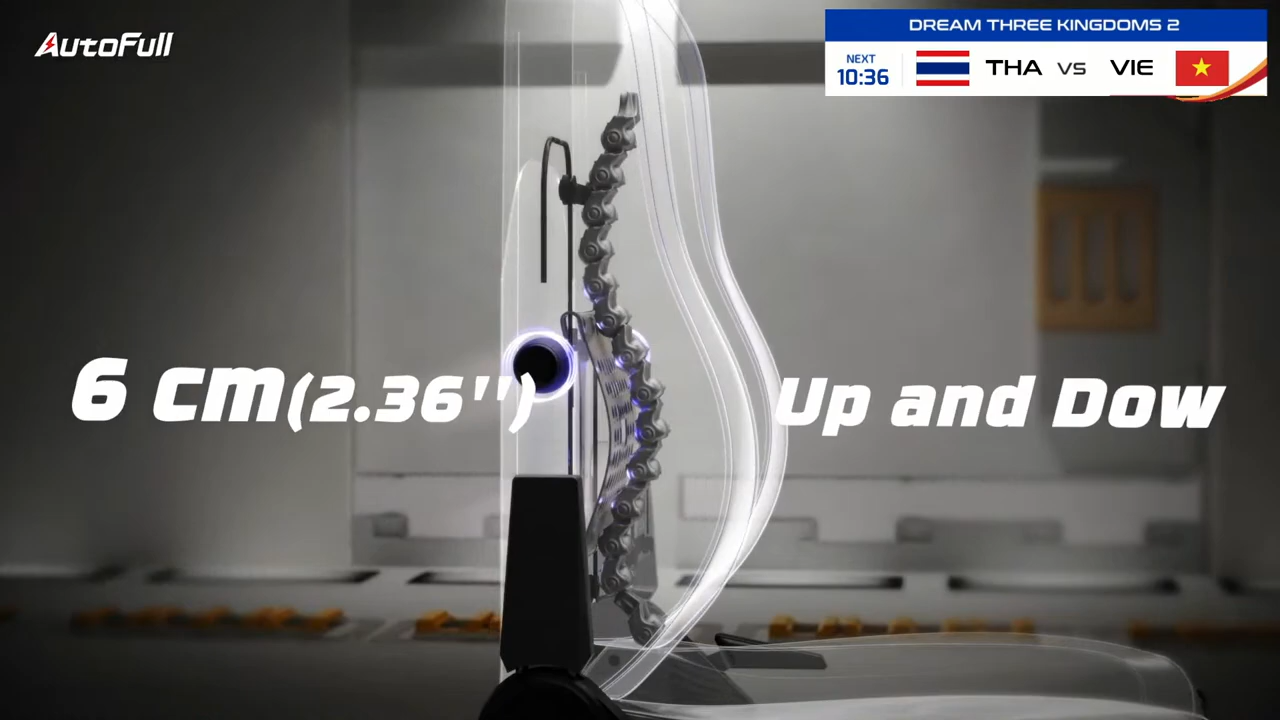 AutoFull
DREAM THREE KINGDOMS 2
NEXT
10:36
THA VS VIE
6 cm(2.36'')
Up and Dow